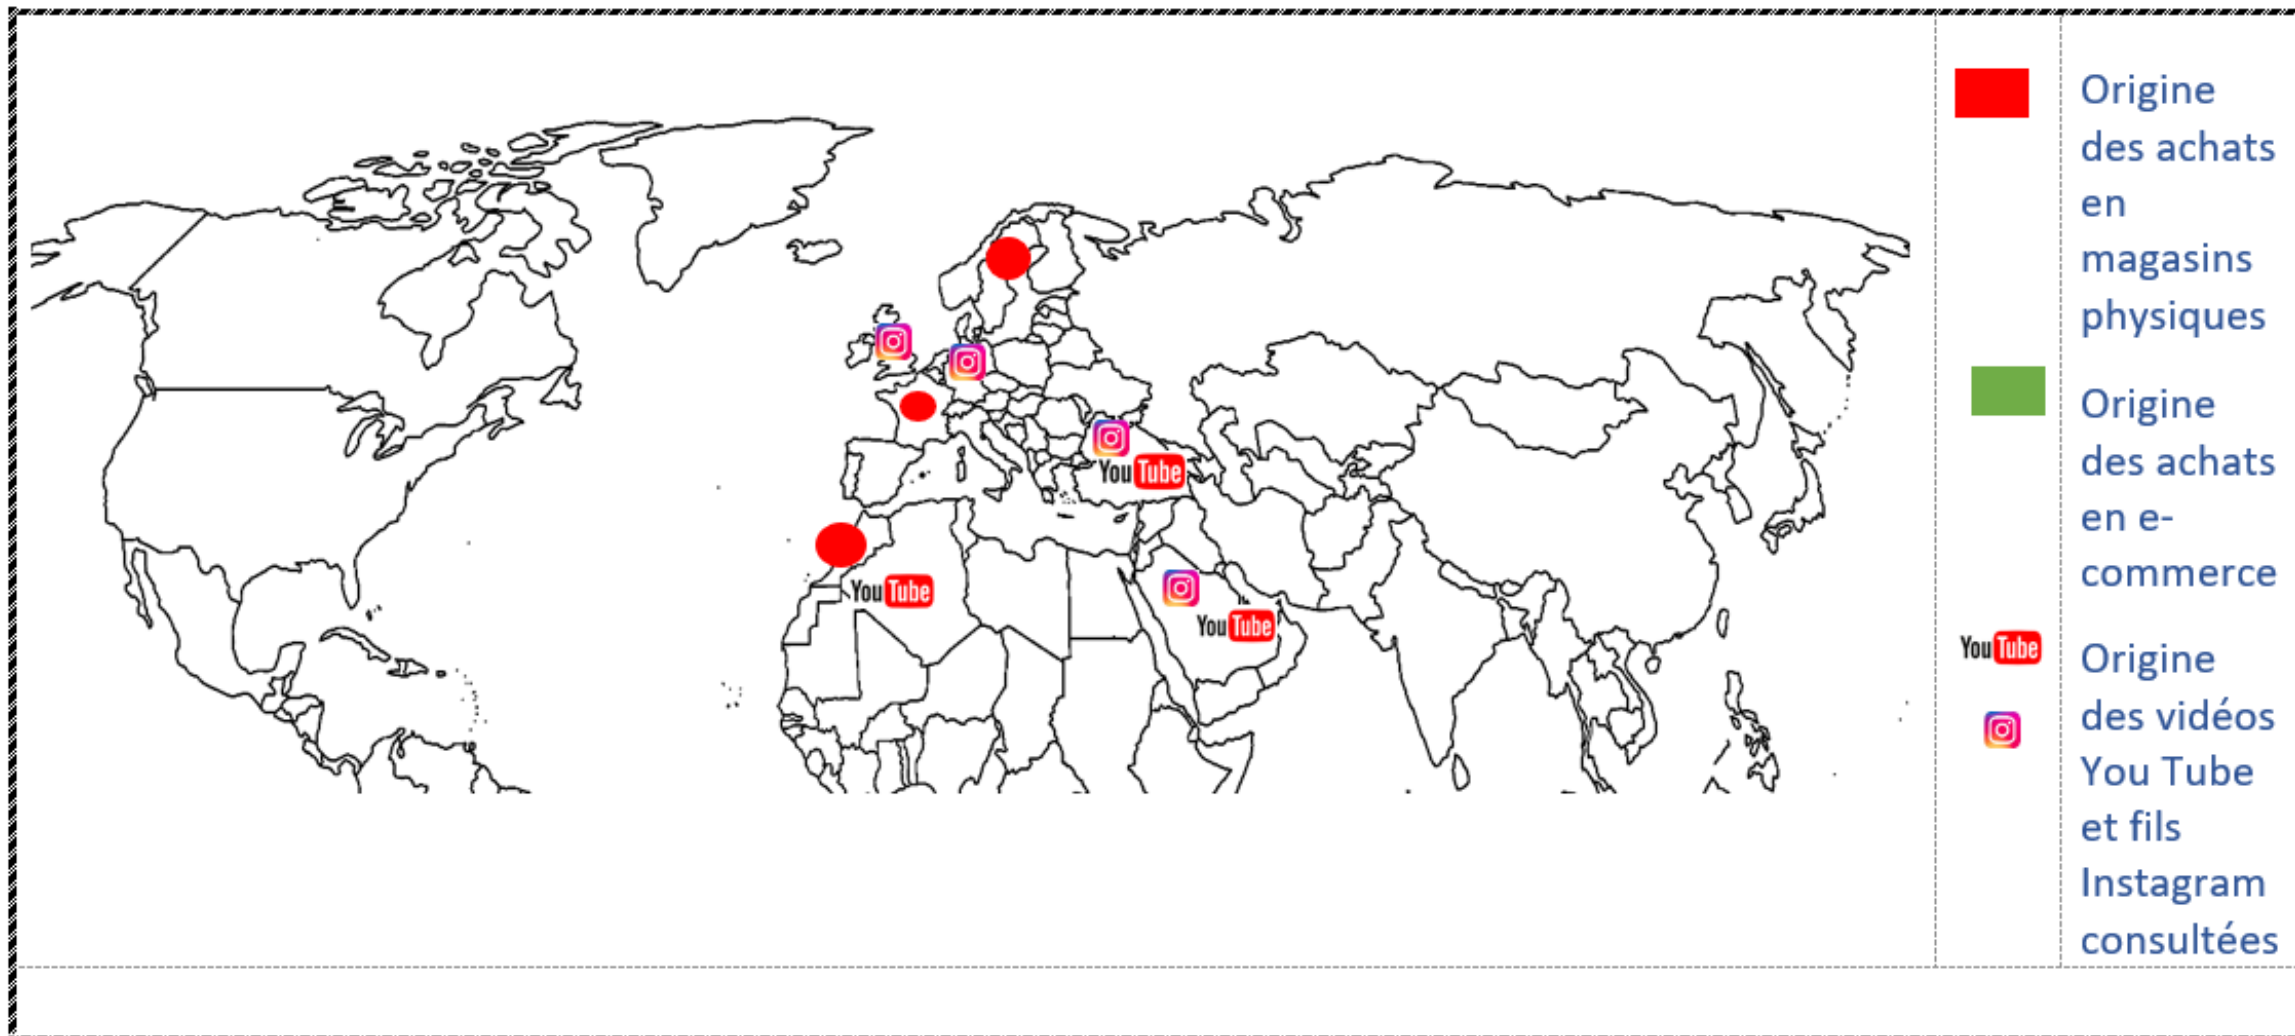 Origine
des achats
en
magasins
physiques
Origine
des achats
en e-
commerce
You Tube
Origine
des vidéos
You Tube
et fils
Instagram
consultées
You Tube
You Tube
You Tube